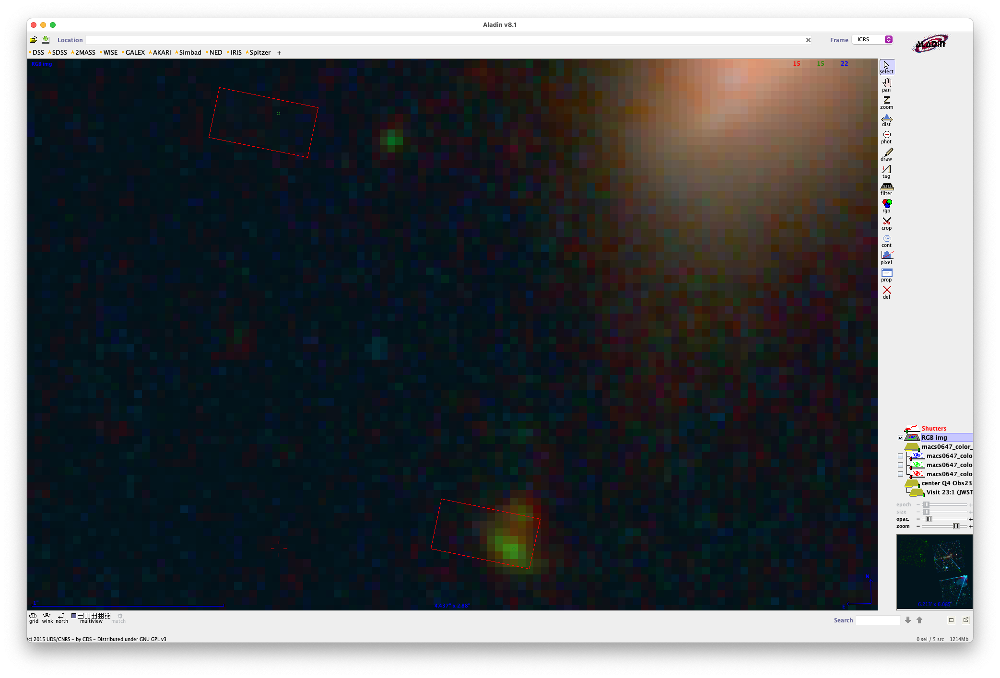 Aladin v8.1
Location
x
Frame ICRS
ALADIN
DSS SDSS 2MASS WISE GALEX AKARI Simbad NED IRIS Spitzer +
RGB img
15 15 22
select
pan
zoom
dist
phot
draw
tag
filter
rgb
crop
cont
pixel
prop
del
Shutters
RGB img
macs0647_color_
macs0647_colo
macs0647_colo
macs0647_colo
center Q4 Obs23
Visit 23:1 (JWST
epoch - +
size - +
opac. - +
zoom - +
1"
N
E
grid wink north multiview match
Search
(c) 2015 UDS/CNRS - by CDS - Distributed under GNU GPL v3
0 sel / 5 src 1214Mb